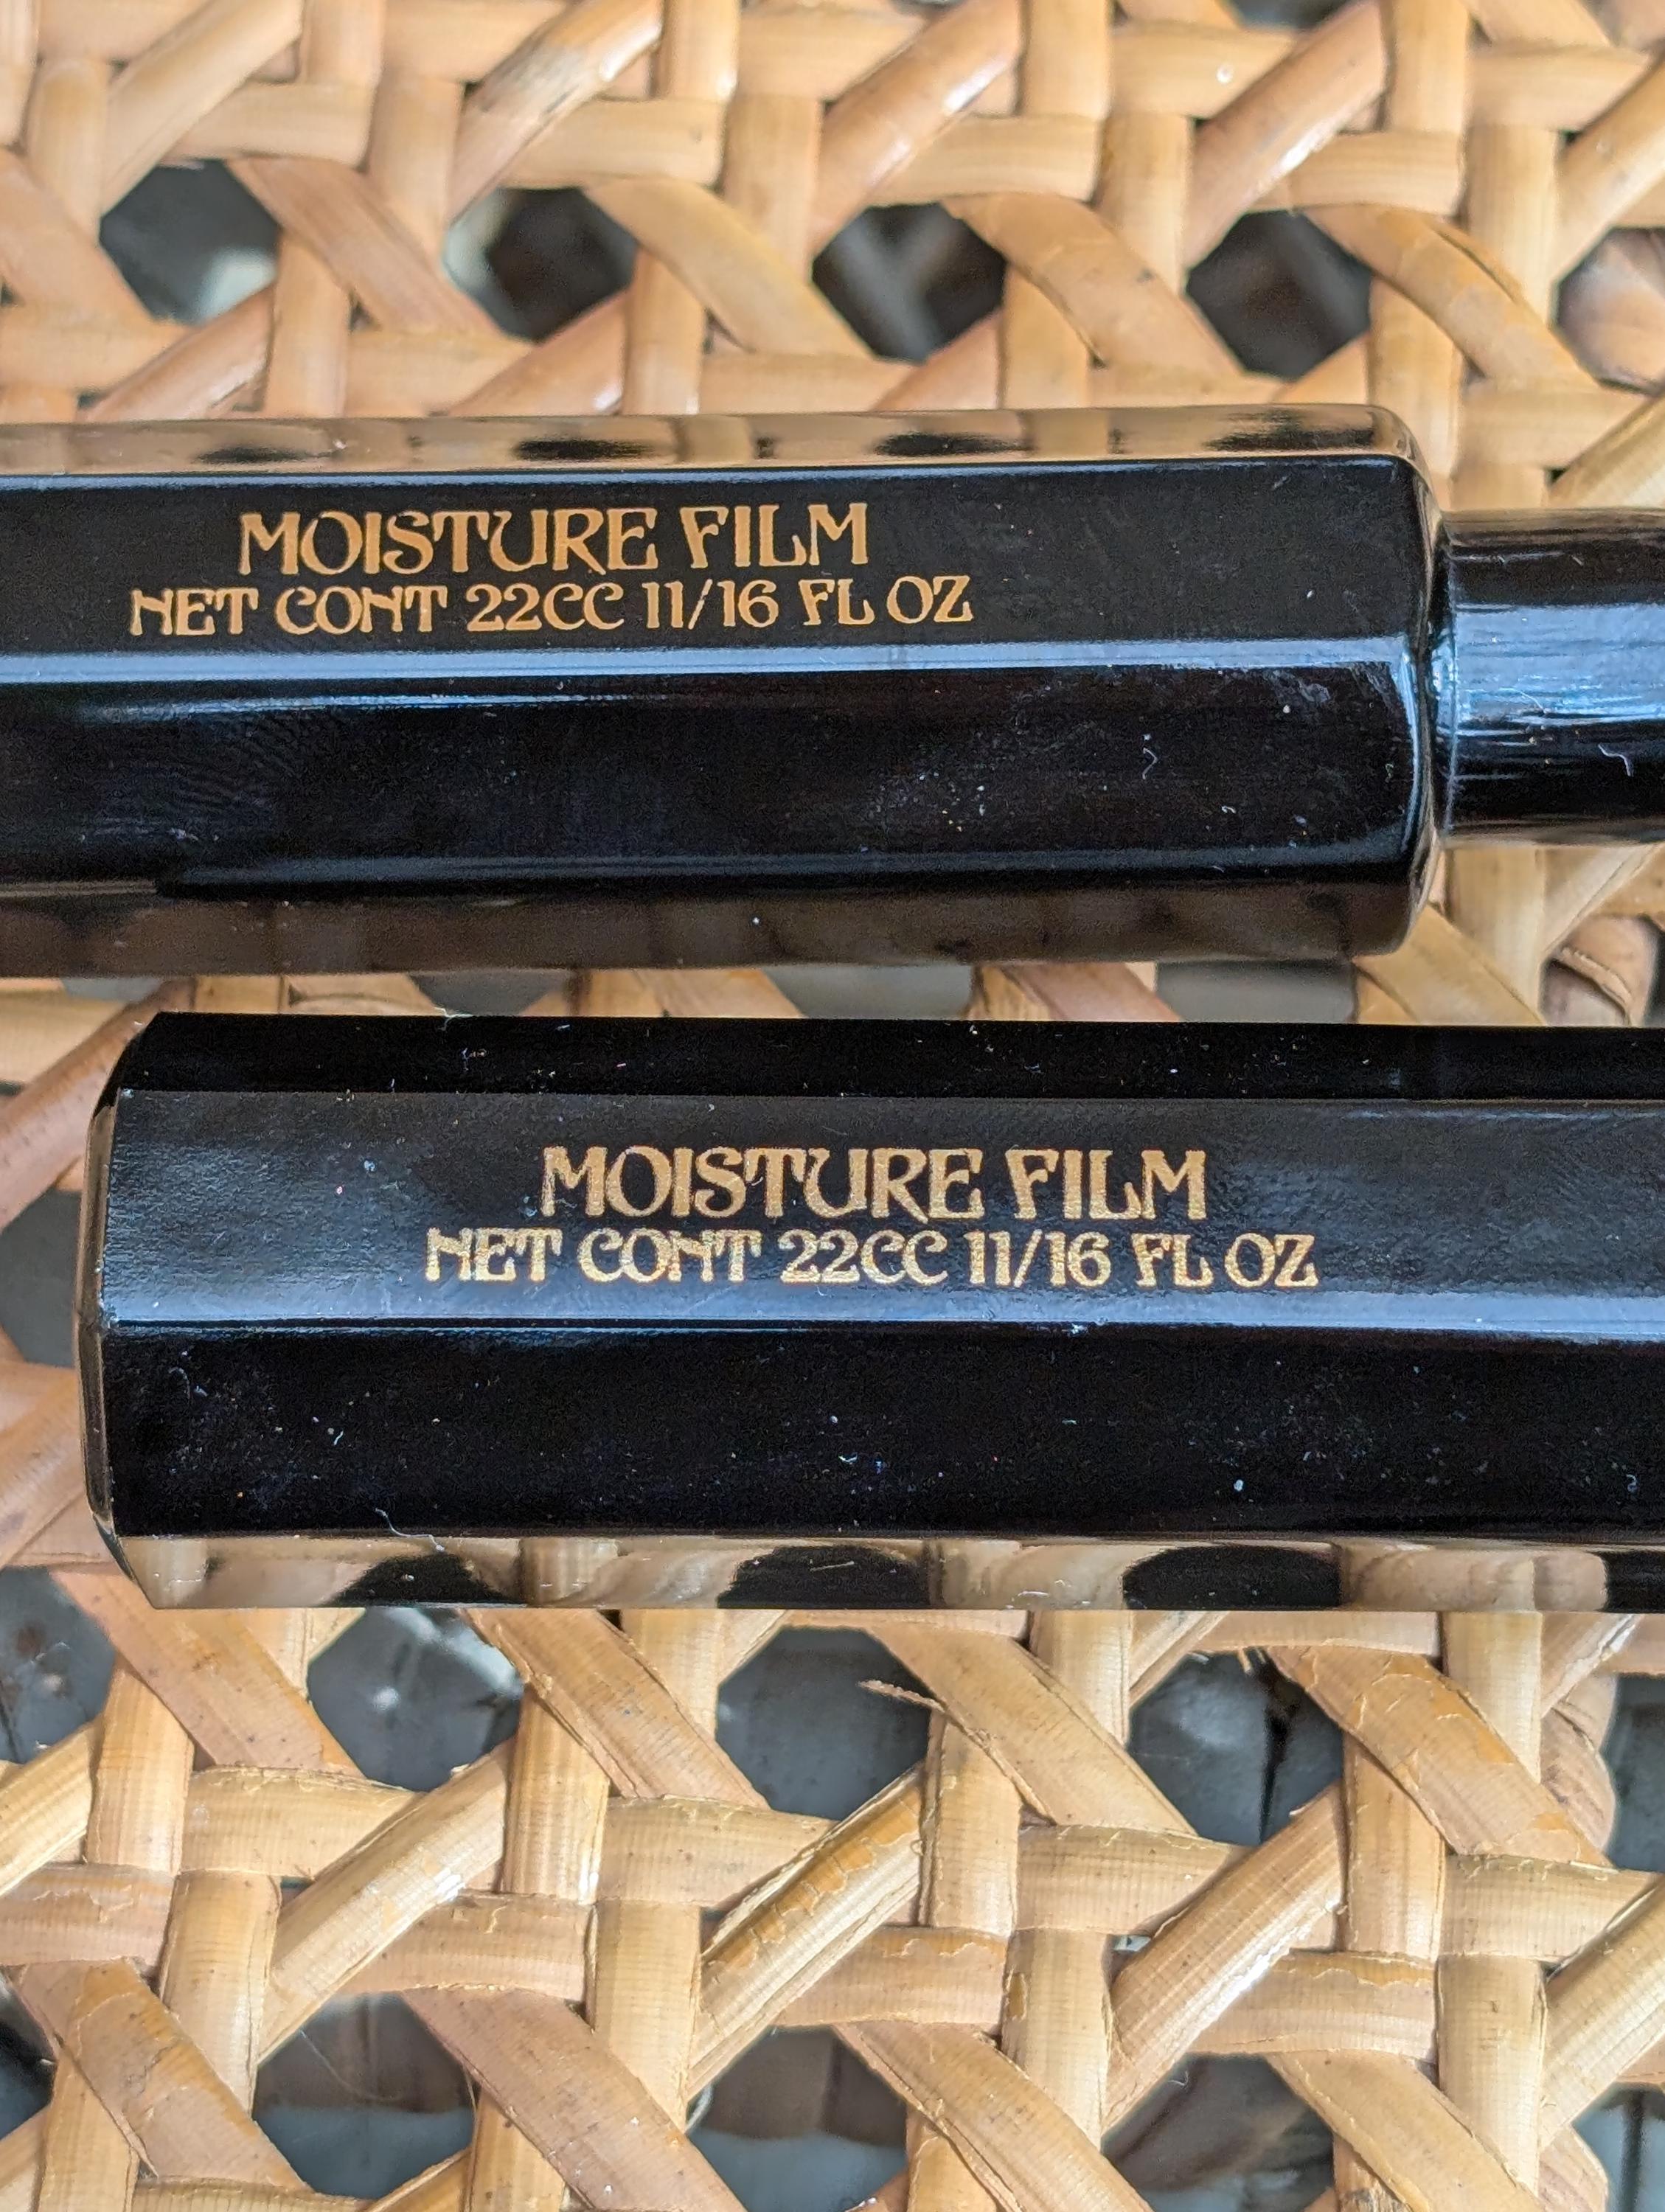 MOISTURE FILM
NET CONT 22CC 11/16 FL OZ
MOISTURE FILM
NET CONT 22CC 11/16 FL OZ